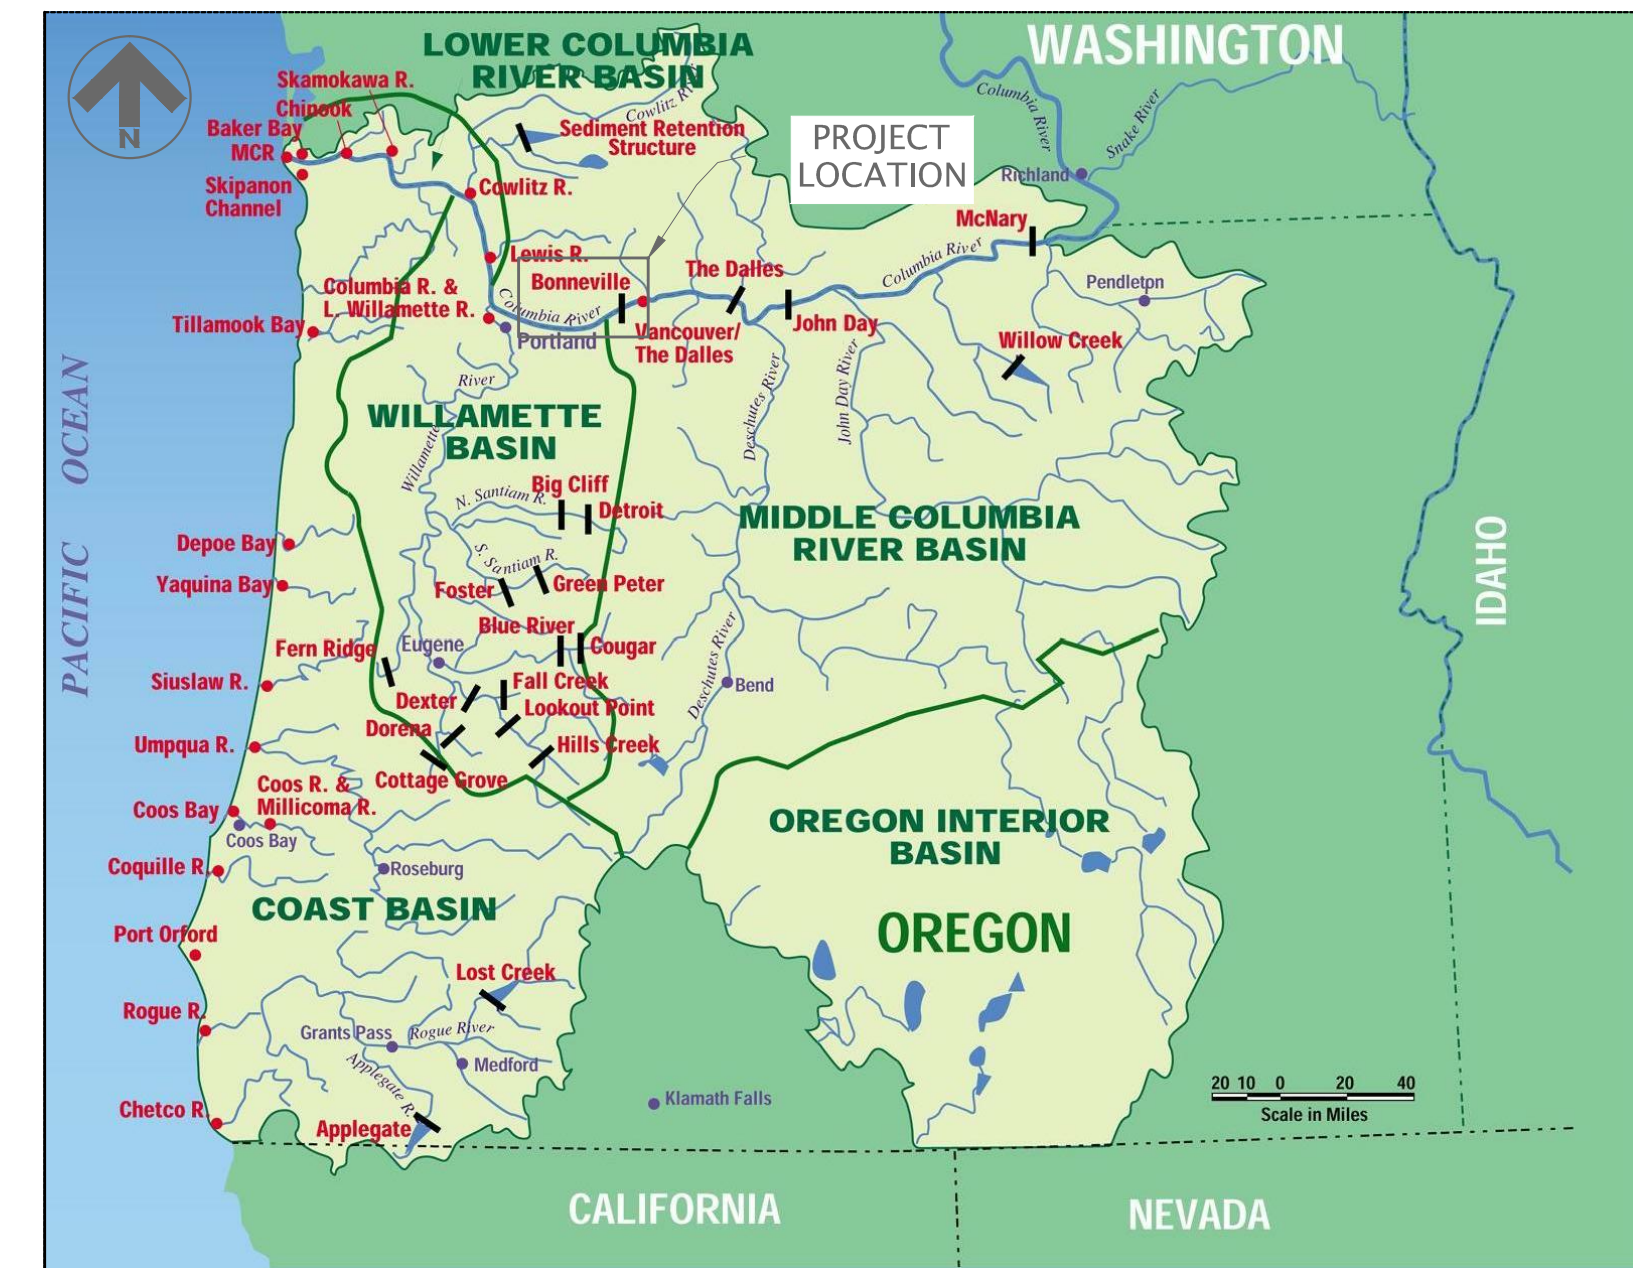 LOWER COLUMBIA
RIVER BASIN
WASHINGTON
Skamokawa R.
Chinook
Baker Bay
MCR
Skipanon
Channel
N
Cowlitz River
Sediment Retention
Structure
PROJECT
LOCATION
Columbia River
Snake River
Richland
Cowlitz R.
McNary
Lewis R.
Columbia River
Bonneville
The Dalles
Pendleton
Columbia R. &
L. Willamette R.
Columbia River
Tillamook Bay
Portland
Vancouver/
The Dalles
John Day
Willow Creek
PACIFIC OCEAN
Willamette River
WILLAMETTE
BASIN
Deschutes River
John Day River
N. Santiam R.
Big Cliff
Detroit
MIDDLE COLUMBIA
RIVER BASIN
IDAHO
Depoe Bay
Yaquina Bay
S. Santiam R.
Foster
Green Peter
Blue River
Cougar
Fern Ridge
Eugene
Deschutes River
Siuslaw R.
Dexter
Fall Creek
Lookout Point
Bend
Dorena
Umpqua R.
Hills Creek
Cottage Grove
Coos R. &
Millicoma R.
Coos Bay
Coos Bay
OREGON INTERIOR
BASIN
Coquille R.
Roseburg
COAST BASIN
OREGON
Port Orford
Lost Creek
Rogue R.
Grants Pass
Rogue River
Applegate R.
Medford
Klamath Falls
Chetco R.
Applegate
20 10 0 20 40
Scale in Miles
CALIFORNIA
NEVADA